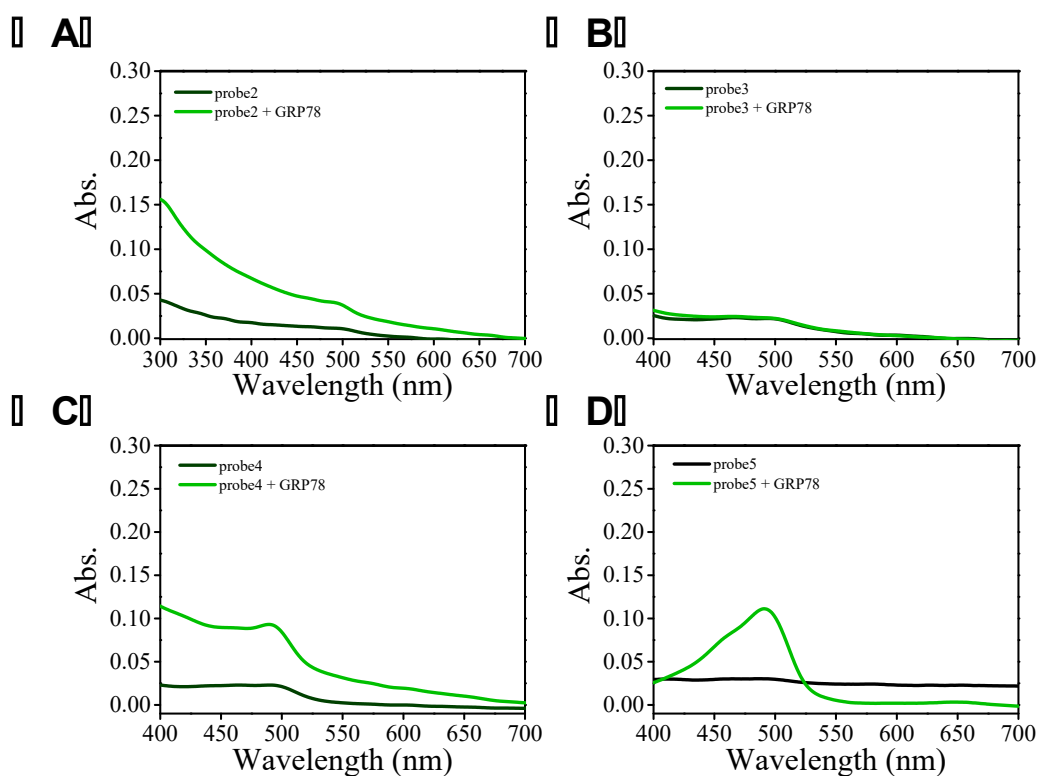 A
B
0.30
0.25
0.20
0.15
0.10
0.05
0.00
Abs.
probe2
probe2 + GRP78
300 350 400 450 500 550 600 650 700
Wavelength (nm)
0.30
0.25
0.20
0.15
0.10
0.05
0.00
Abs.
probe3
probe3 + GRP78
400 450 500 550 600 650 700
Wavelength (nm)
C
D
0.30
0.25
0.20
0.15
0.10
0.05
0.00
Abs.
probe4
probe4 + GRP78
400 450 500 550 600 650 700
Wavelength (nm)
0.30
0.25
0.20
0.15
0.10
0.05
0.00
Abs.
probe5
probe5 + GRP78
400 450 500 550 600 650 700
Wavelength (nm)